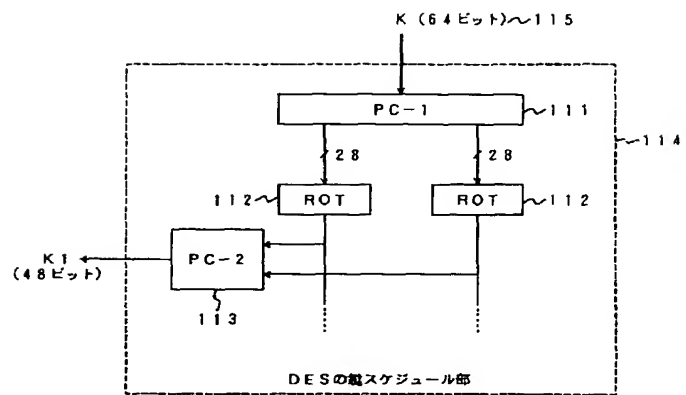 K (64ビット)~115
PC-1
111
114
28
28
112
ROT
ROT
112
K1
(48ビット)
PC-2
113
DESの鍵スケジュール部